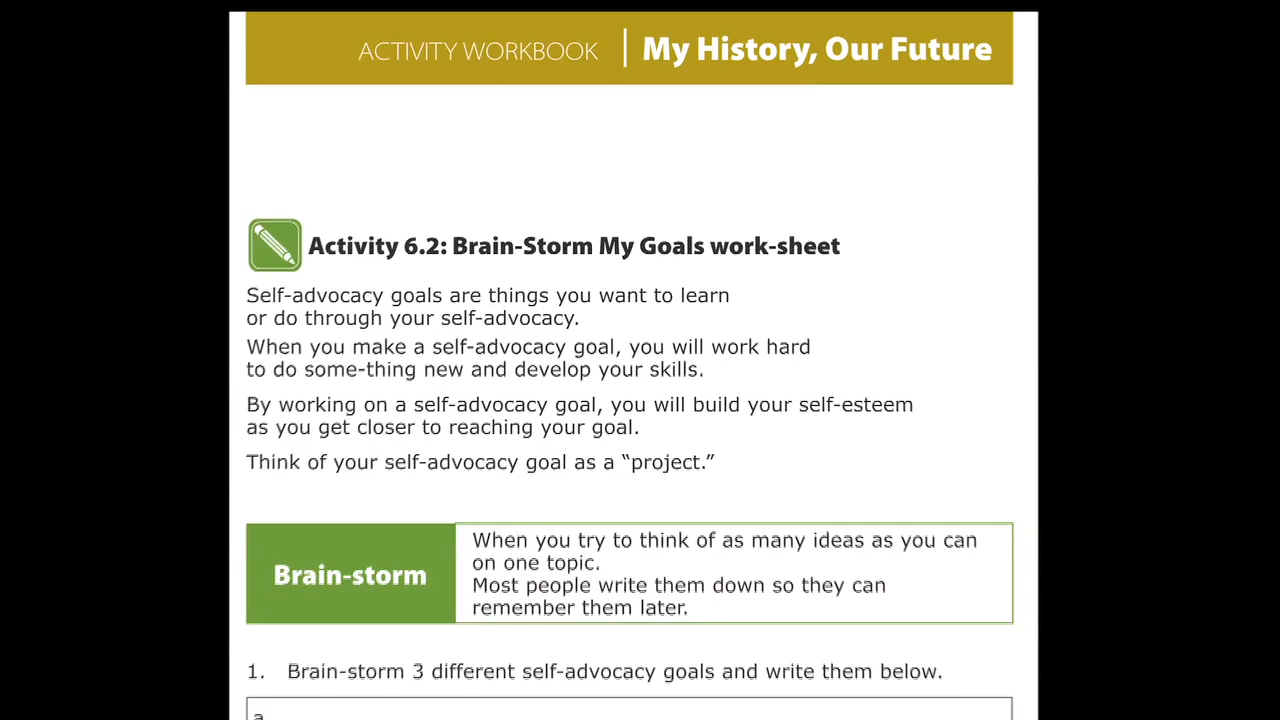 ACTIVITY WORKBOOK | My History, Our Future
Activity 6.2: Brain-Storm My Goals work-sheet
Self-advocacy goals are things you want to learn
or do through your self-advocacy.
When you make a self-advocacy goal, you will work hard
to do some-thing new and develop your skills.
By working on a self-advocacy goal, you will build your self-esteem
as you get closer to reaching your goal.
Think of your self-advocacy goal as a “project.”
Brain-storm
When you try to think of as many ideas as you can
on one topic.
Most people write them down so they can
remember them later.
1. Brain-storm 3 different self-advocacy goals and write them below.
a